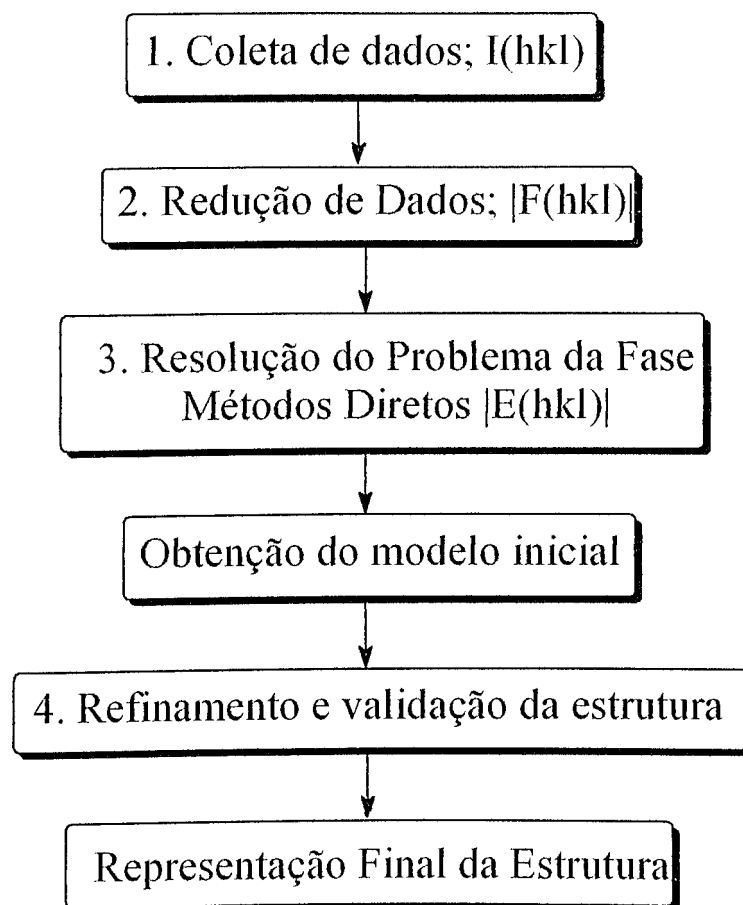 1. Coleta de dados; I(hkl)
2. Redução de Dados; |F(hkl)|
3. Resolução do Problema da Fase
Métodos Diretos |E(hkl)|
Obtenção do modelo inicial
4. Refinamento e validação da estrutura
Representação Final da Estrutura